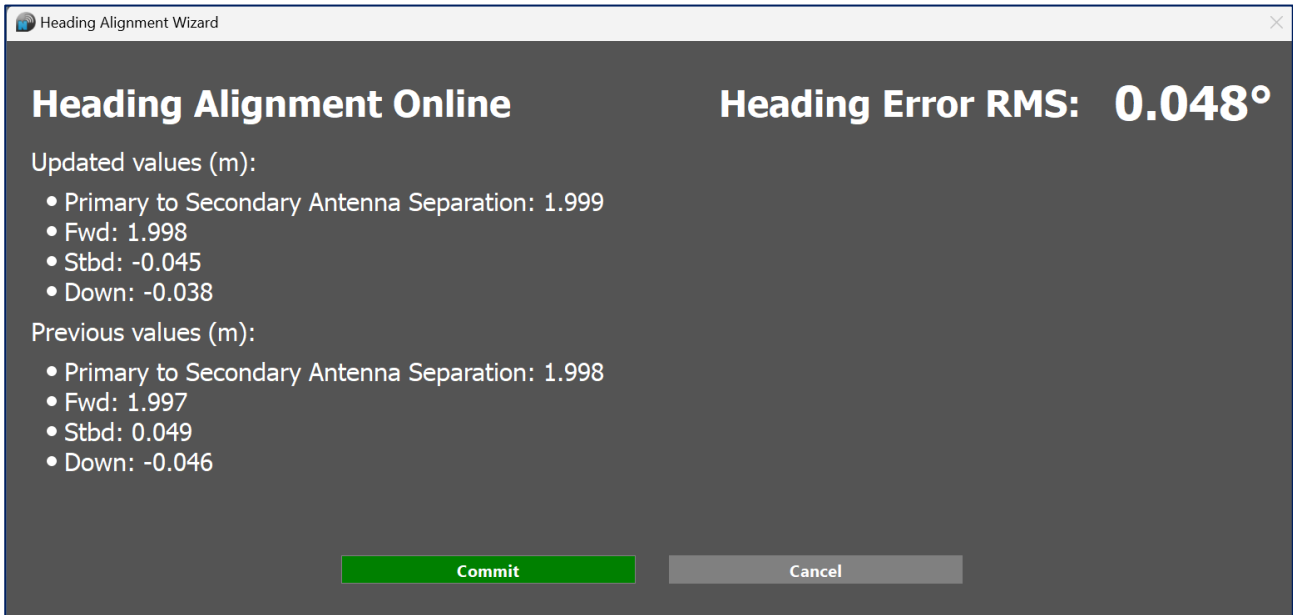 Heading Alignment Wizard
Heading Alignment Online
Heading Error RMS: 0.048°
Updated values (m):
• Primary to Secondary Antenna Separation: 1.999
• Fwd: 1.998
• Stbd: -0.045
• Down: -0.038
Previous values (m):
• Primary to Secondary Antenna Separation: 1.998
• Fwd: 1.997
• Stbd: 0.049
• Down: -0.046
Commit
Cancel